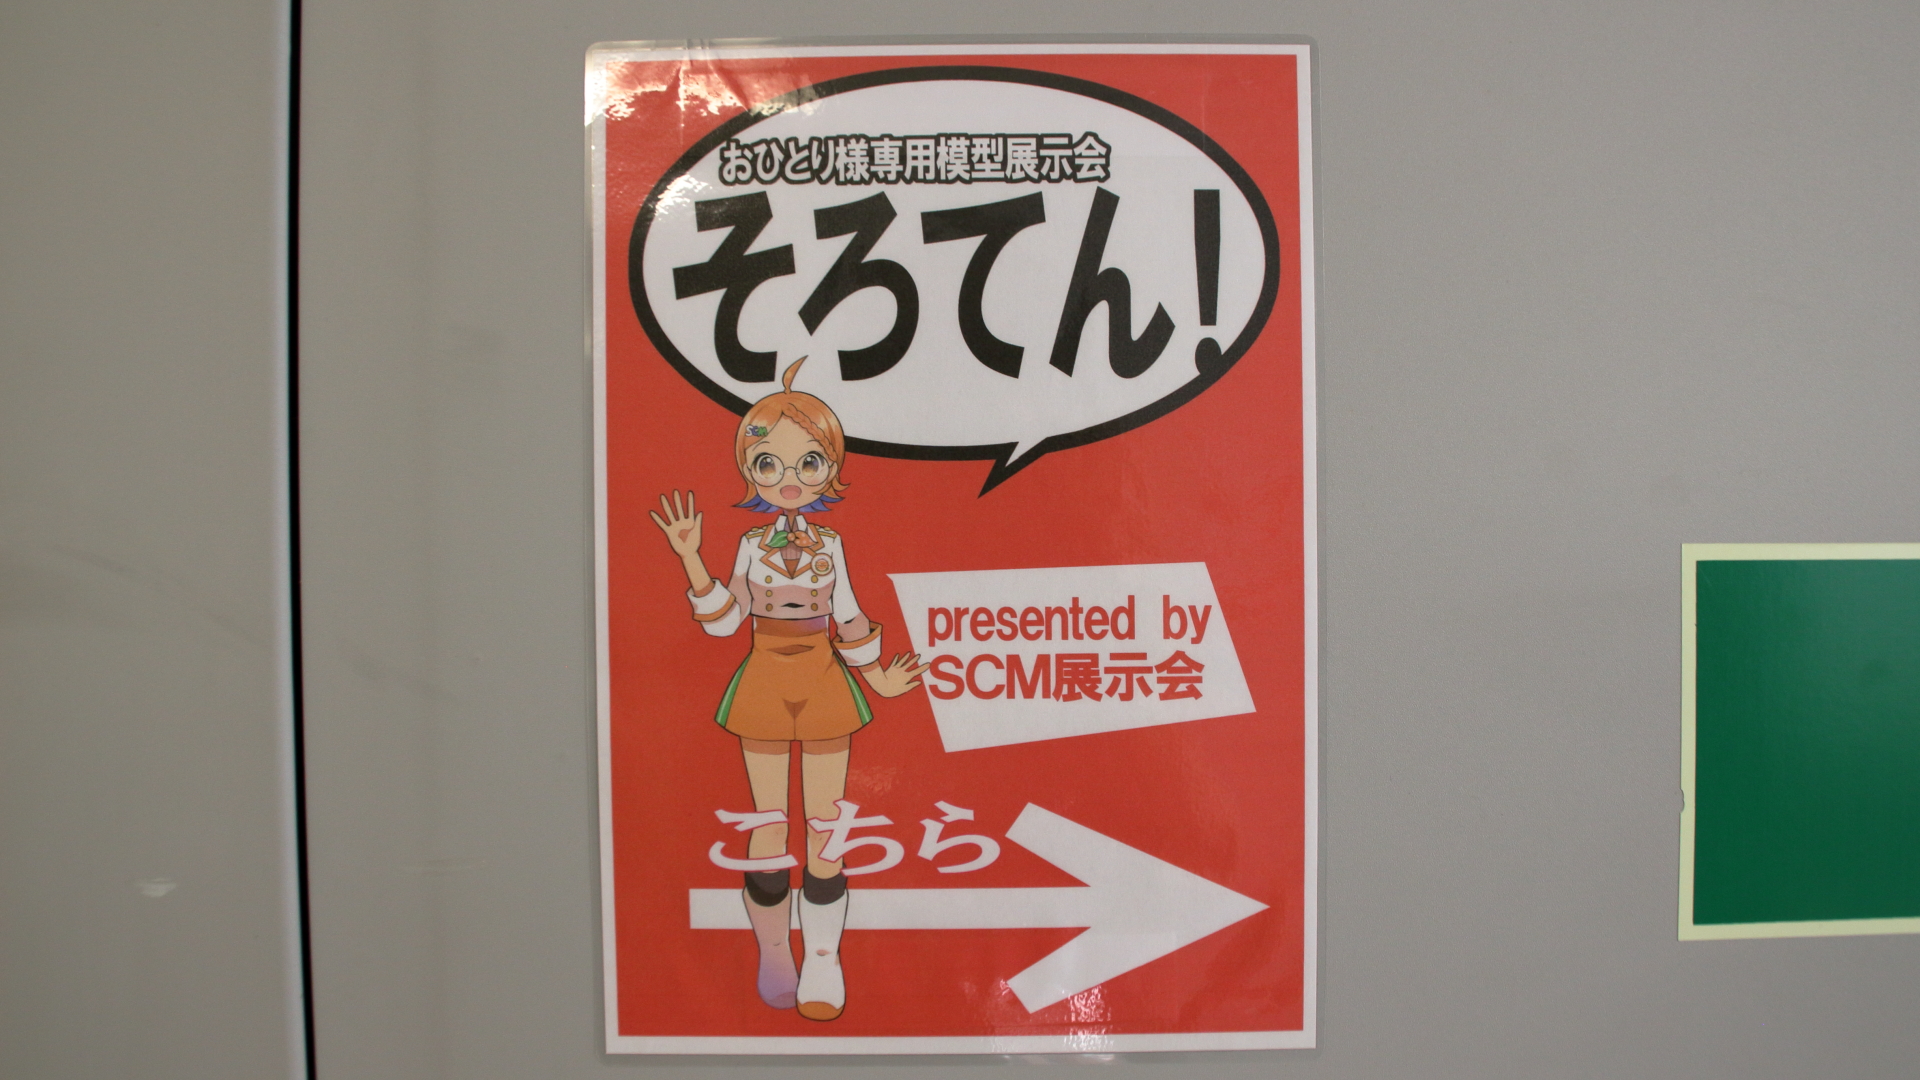 おひとり様専用模型展示会
そろてん!
presented by
SCM展示会
こちら